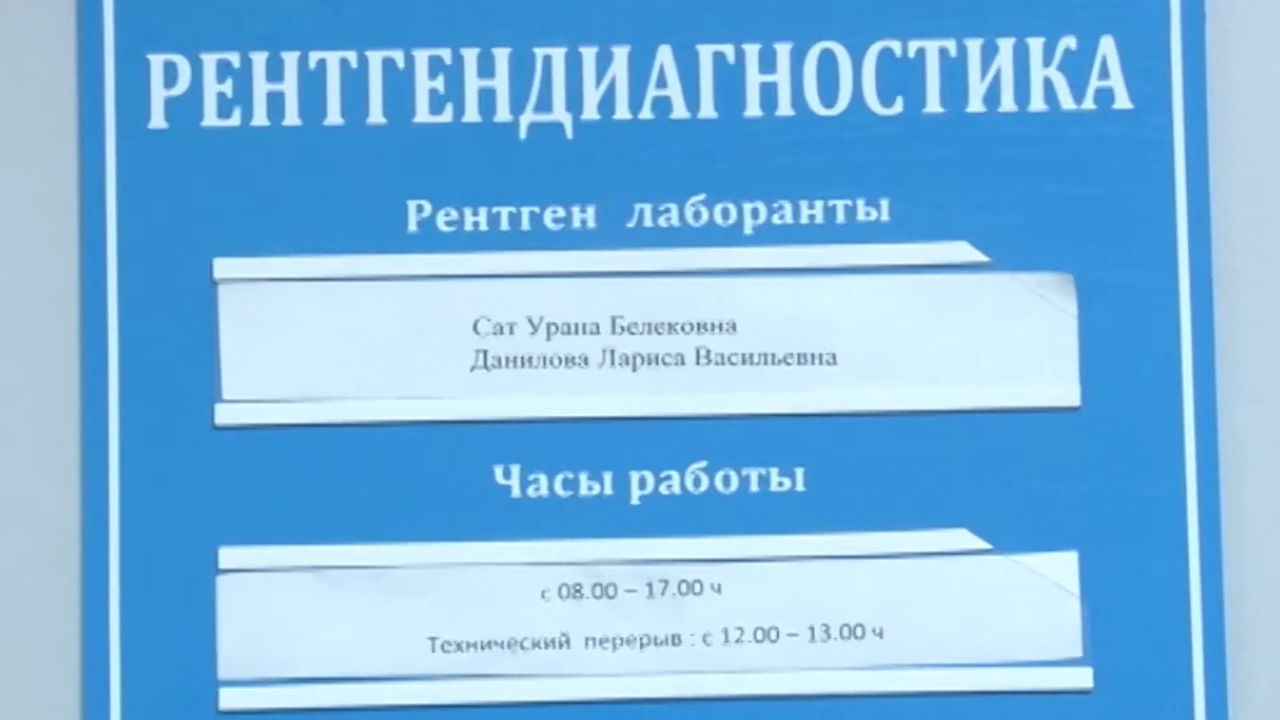 РЕНТГЕНДИАГНОСТИКА
Рентген лаборанты
Сат Урана Белековна
Данилова Лариса Васильевна
Часы работы
с 08.00 – 17.00 ч
Технический перерыв : с 12.00 – 13.00 ч